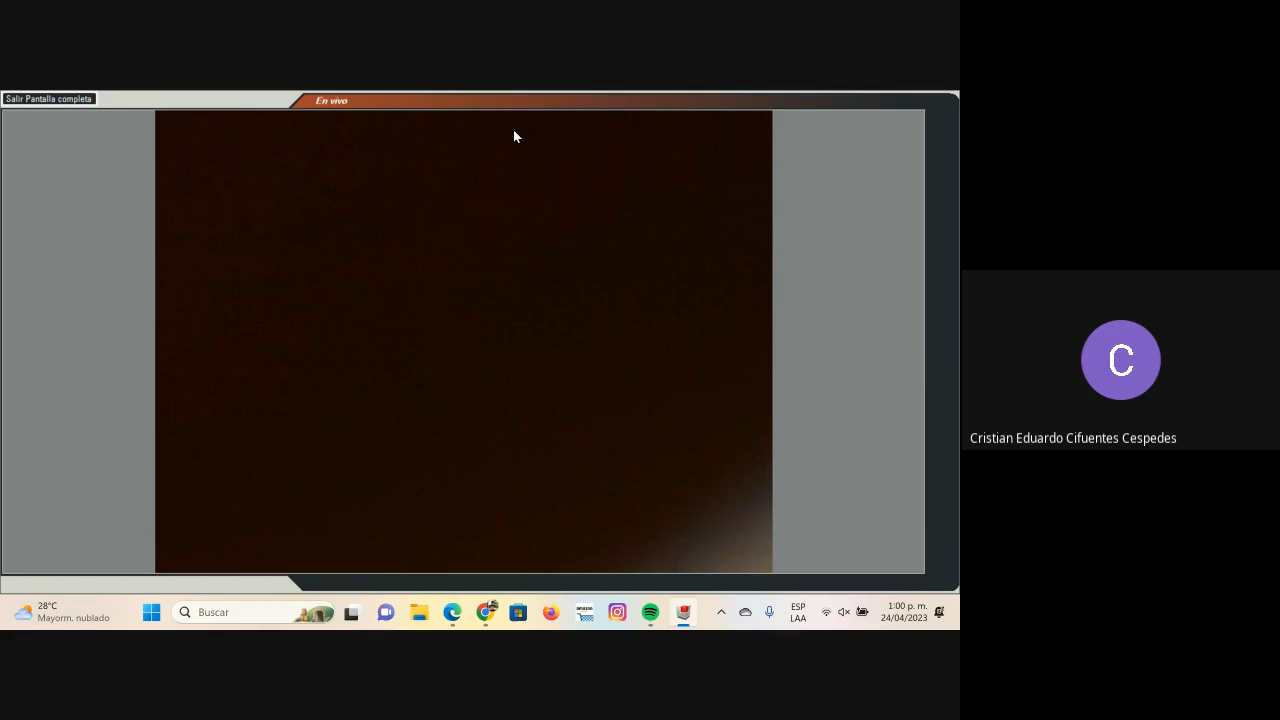 Salir Pantalla completa
En vivo
C
Cristian Eduardo Cifuentes Cespedes
28°C
Mayorm. nublado
Buscar
amazon
ESP
LAA
1:00 p. m.
24/04/2023